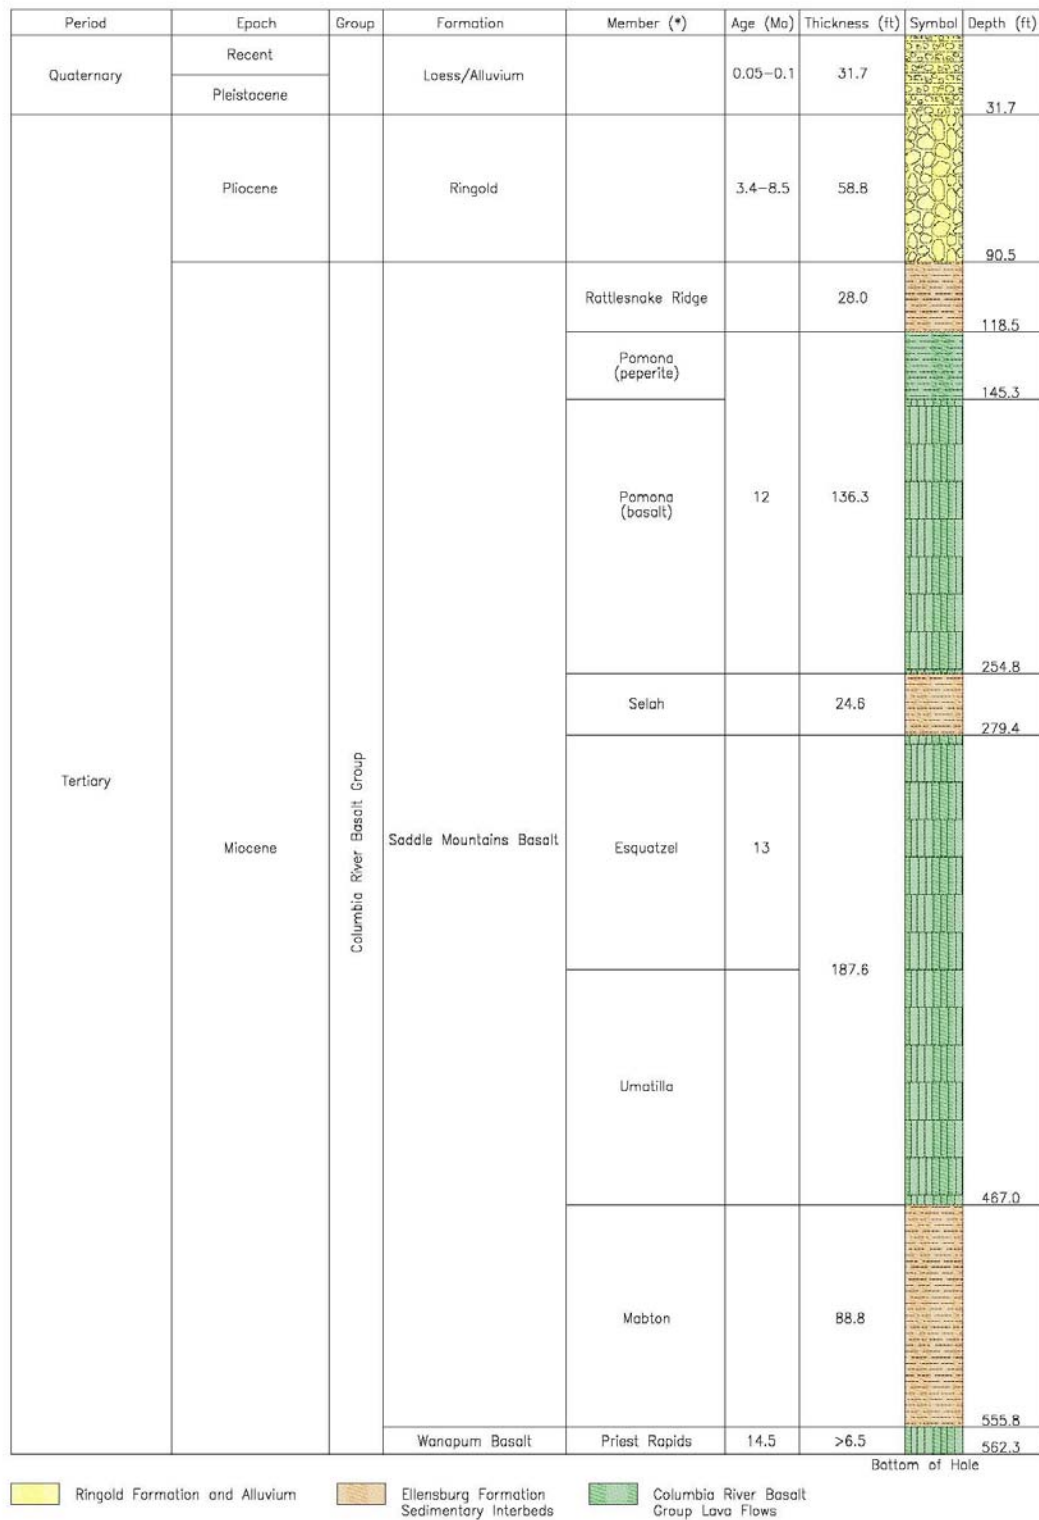 Period Epoch Group Formation Member (*) Age (Ma) Thickness (ft) Symbol Depth (ft)
Quaternary
Recent
Pleistocene
Loess/Alluvium
0.05-0.1
31.7
31.7
Tertiary
Pliocene
Ringold
3.4-8.5
58.8
90.5
Miocene
Columbia River Basalt Group
Saddle Mountains Basalt
Rattlesnake Ridge
28.0
118.5
Pomona
(peperite)
145.3
Pomona
(basalt)
12
136.3
254.8
Selah
24.6
279.4
Esquatzel
13
187.6
Umatilla
467.0
Mabton
88.8
555.8
Wanapum Basalt
Priest Rapids
14.5
>6.5
562.3
Bottom of Hole
Ringold Formation and Alluvium
Ellensburg Formation
Sedimentary Interbeds
Columbia River Basalt
Group Lava Flows